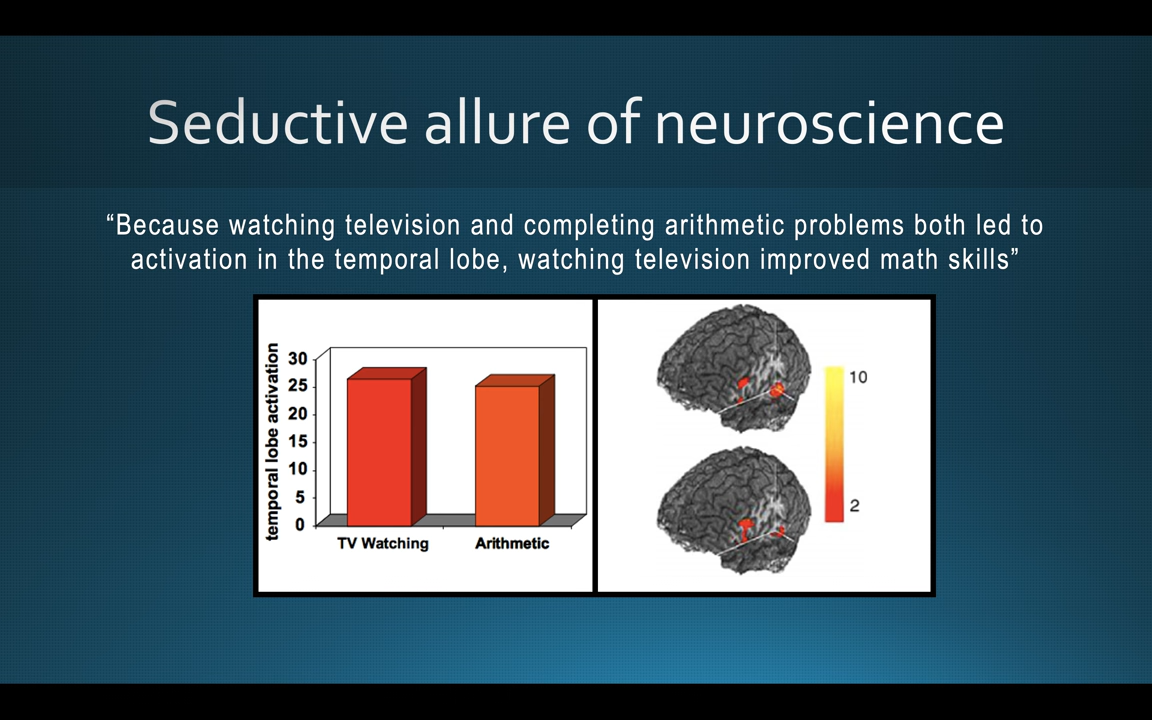 Seductive allure of neuroscience
“Because watching television and completing arithmetic problems both led to
activation in the temporal lobe, watching television improved math skills”
temporal lobe activation
30
25
20
15
10
5
0
TV Watching
Arithmetic
10
2